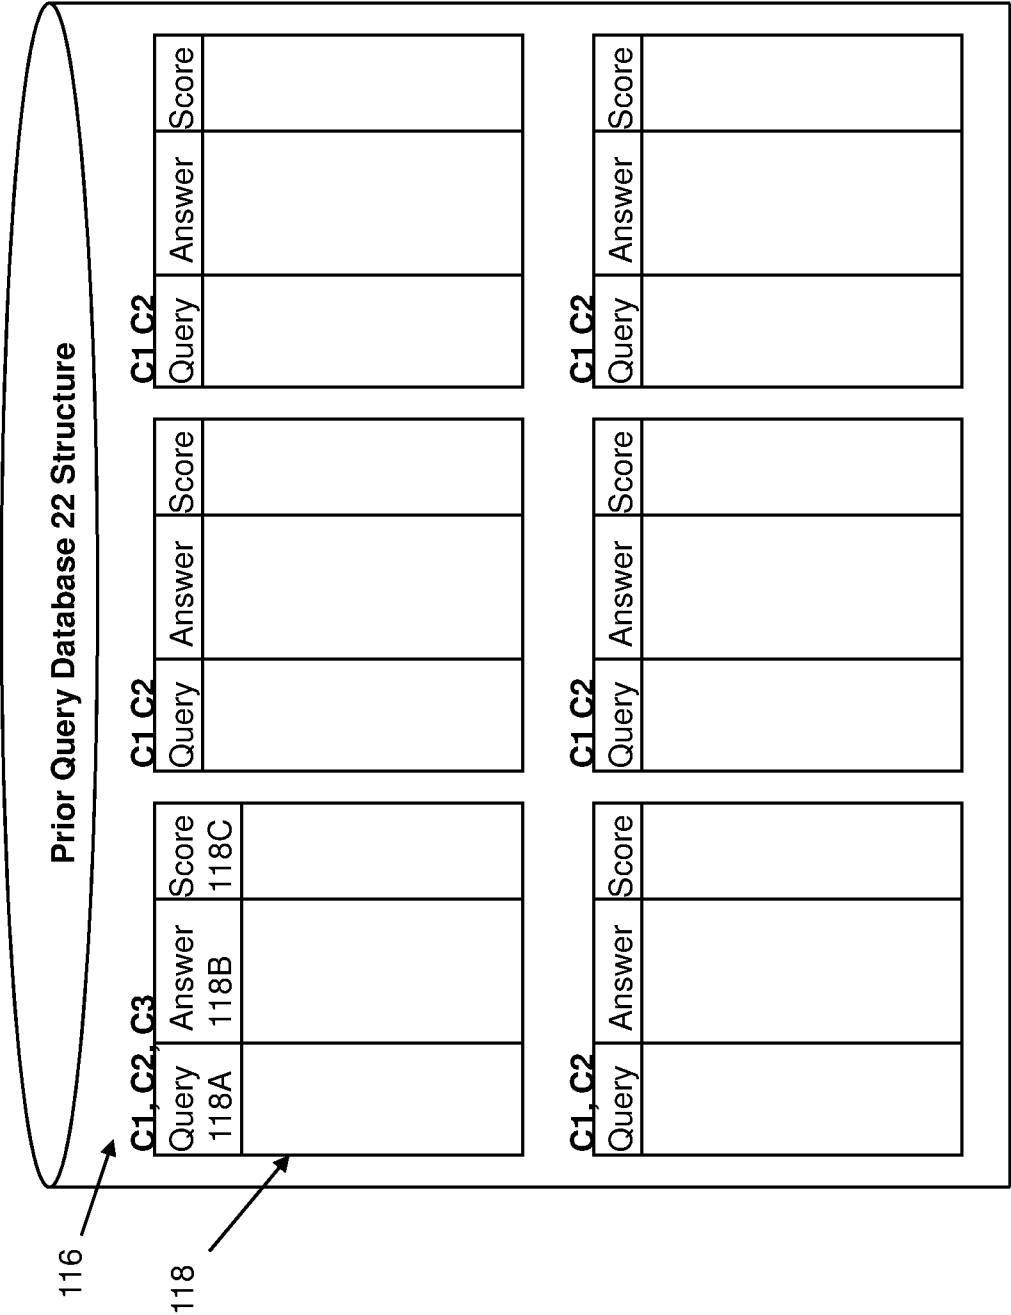 Prior Query Database 22 Structure
116
118
C1, C2, C3
Query Answer Score
118A 118B 118C
C1 C2
Query Answer Score
C1 C2
Query Answer Score
C1, C2
Query Answer Score
C1 C2
Query Answer Score
C1 C2
Query Answer Score